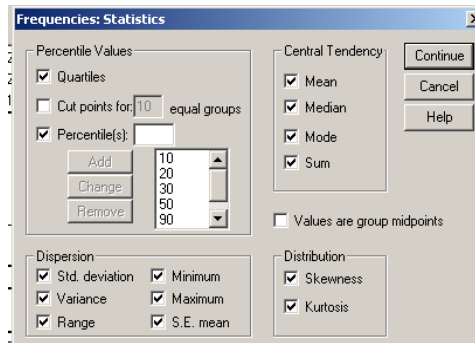 Frequencies: Statistics
Percentile Values
Quartiles
Cut points for: 10 equal groups
Percentile(s):
Add
Change
Remove
10
20
30
50
90
Central Tendency
Mean
Median
Mode
Sum
Continue
Cancel
Help
Values are group midpoints
Dispersion
Std. deviation
Minimum
Variance
Maximum
Range
S.E. mean
Distribution
Skewness
Kurtosis